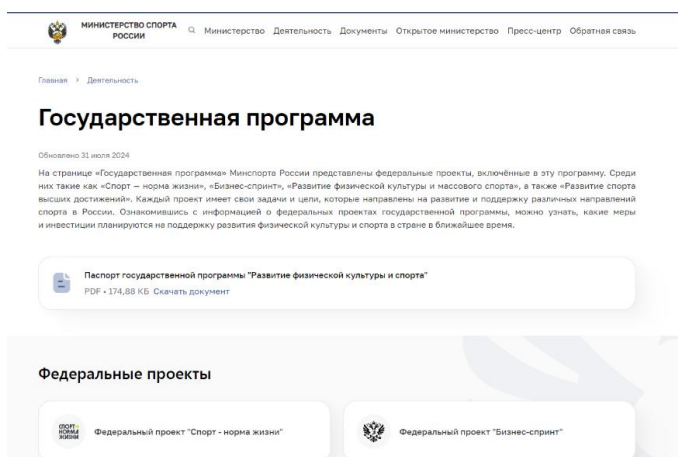 МИНИСТЕРСТВО СПОРТА
РОССИИ
Министерство Деятельность Документы Открытое министерство Пресс-центр Обратная связь
Главная › Деятельность
Государственная программа
Обновлено 31 июля 2024
На странице «Государственная программа» Минспорта России представлены федеральные проекты, включённые в эту программу. Среди
них такие как «Спорт — норма жизни», «Бизнес-спринт», «Развитие физической культуры и массового спорта», а также «Развитие спорта
высших достижений». Каждый проект имеет свои задачи и цели, которые направлены на развитие и поддержку различных направлений
спорта в России. Ознакомившись с информацией о федеральных проектах государственной программы, можно узнать, какие меры
и инвестиции планируются на поддержку развития физической культуры и спорта в стране в ближайшее время.
Паспорт государственной программы "Развитие физической культуры и спорта"
PDF • 174,88 КБ Скачать документ
Федеральные проекты
СПОРТ
НОРМА
ЖИЗНИ
Федеральный проект "Спорт - норма жизни"
Федеральный проект "Бизнес-спринт"